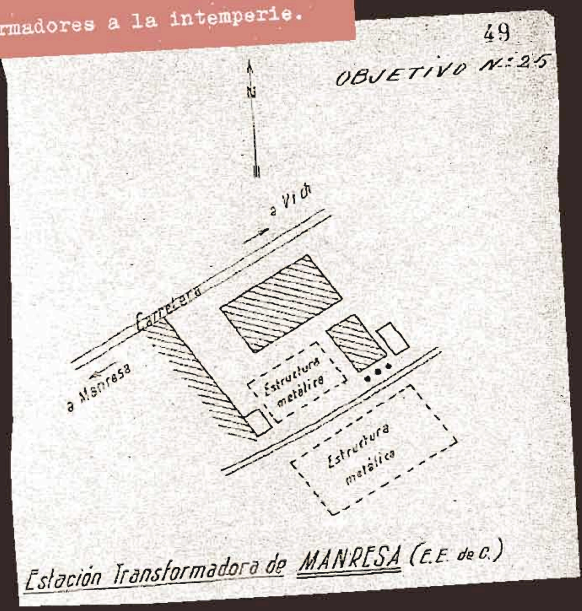 rmadores a la intemperie.
49
OBJETIVO N:25
N
a Vich
Carretera
a Manresa
Estructura
metálica
Estructura
metálica
Estación Transformadora de MANRESA (E.E. de C.)